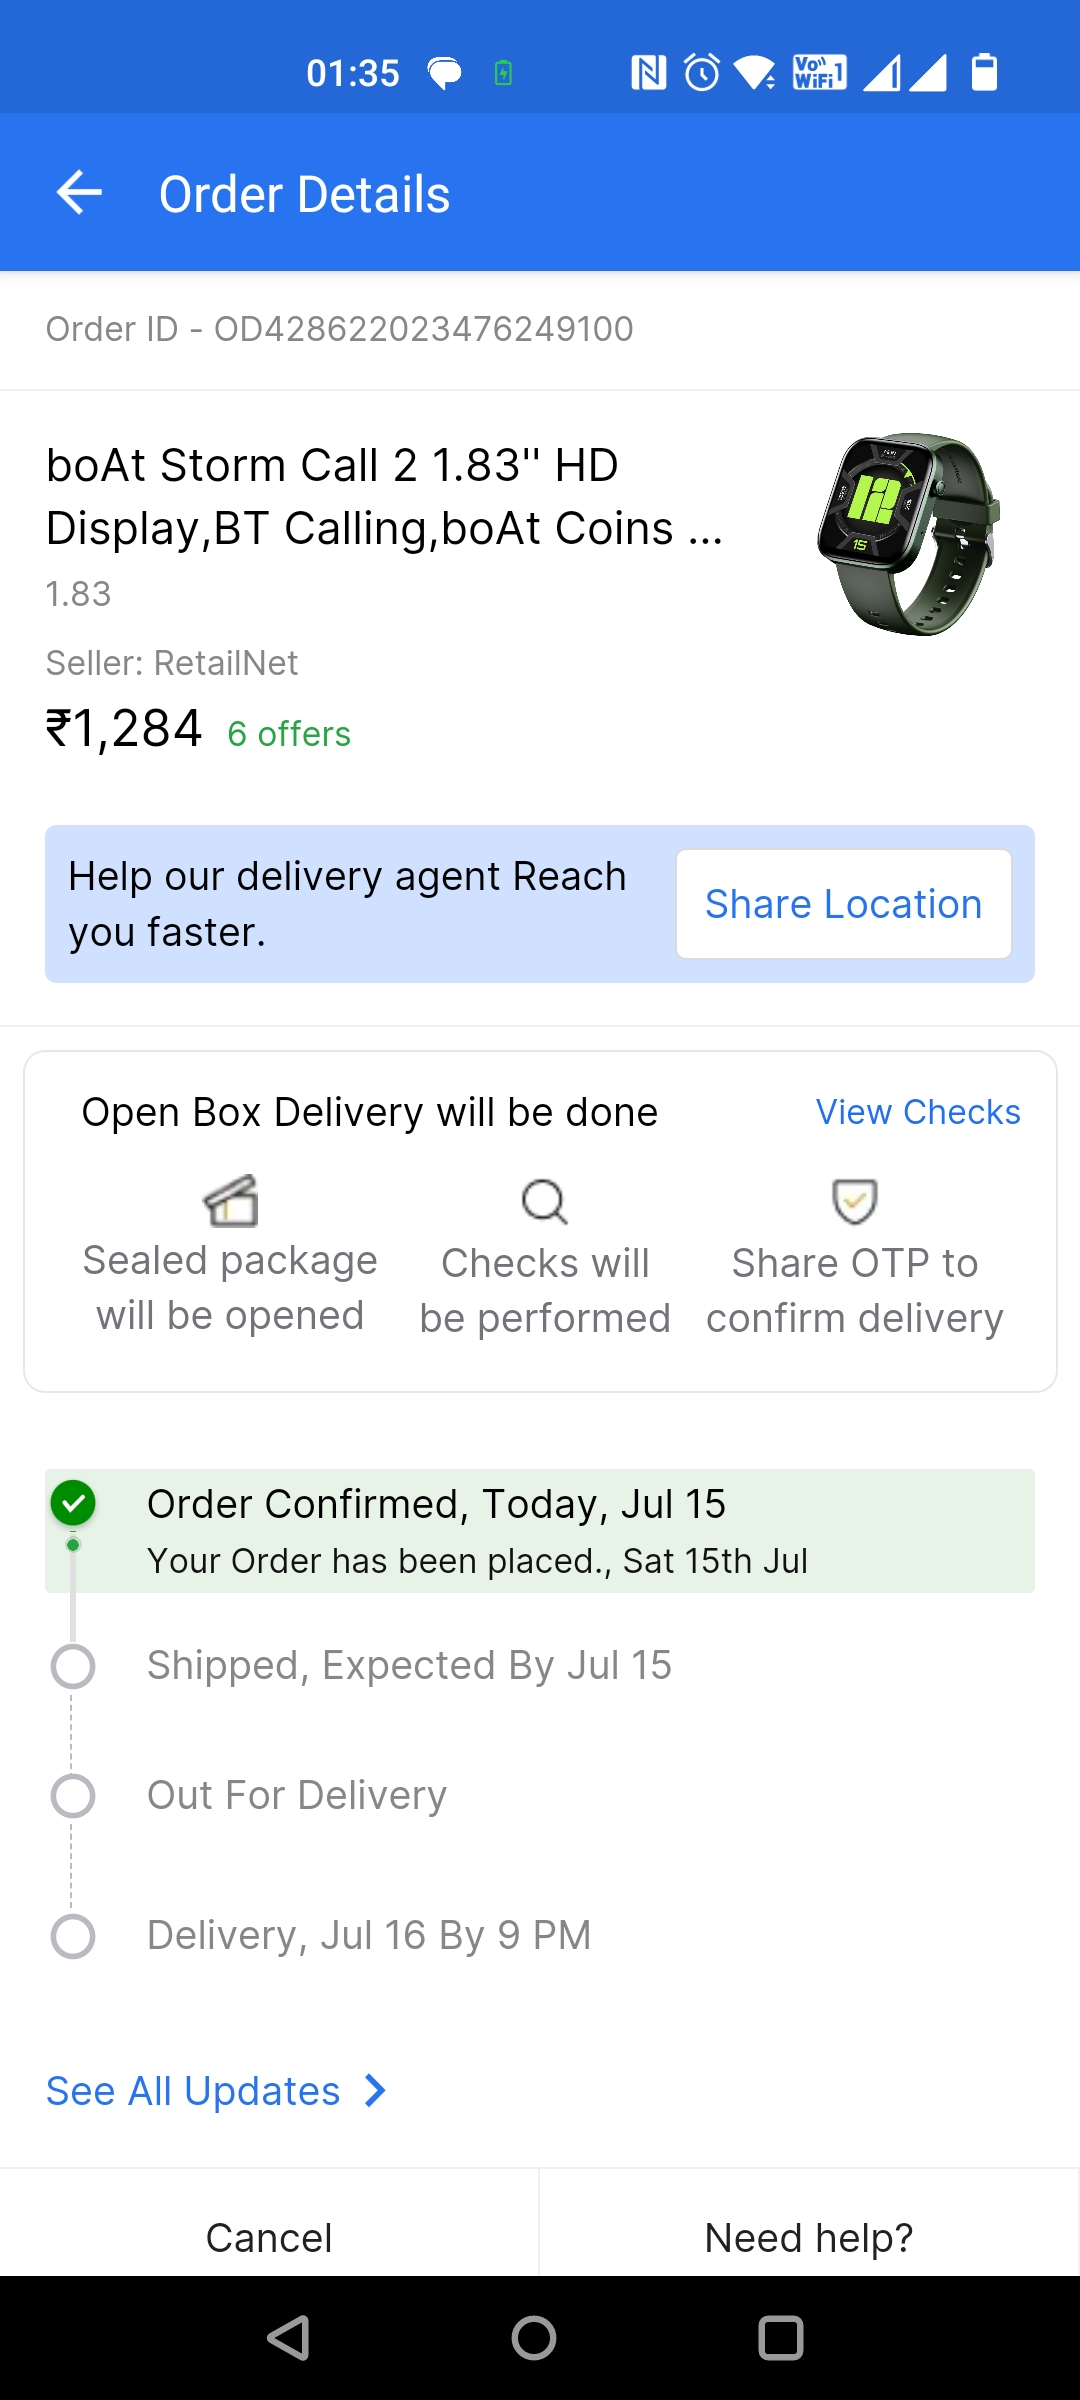 01:35
Vo)) WiFi 1
Order Details
Order ID - OD428622023476249100
boAt Storm Call 2 1.83'' HD
Display,BT Calling,boAt Coins ...
1.83
Seller: RetailNet
₹1,284 6 offers
Help our delivery agent Reach
you faster.
Share Location
Open Box Delivery will be done
View Checks
Sealed package
will be opened
Checks will
be performed
Share OTP to
confirm delivery
Order Confirmed, Today, Jul 15
Your Order has been placed., Sat 15th Jul
Shipped, Expected By Jul 15
Out For Delivery
Delivery, Jul 16 By 9 PM
See All Updates
Cancel
Need help?